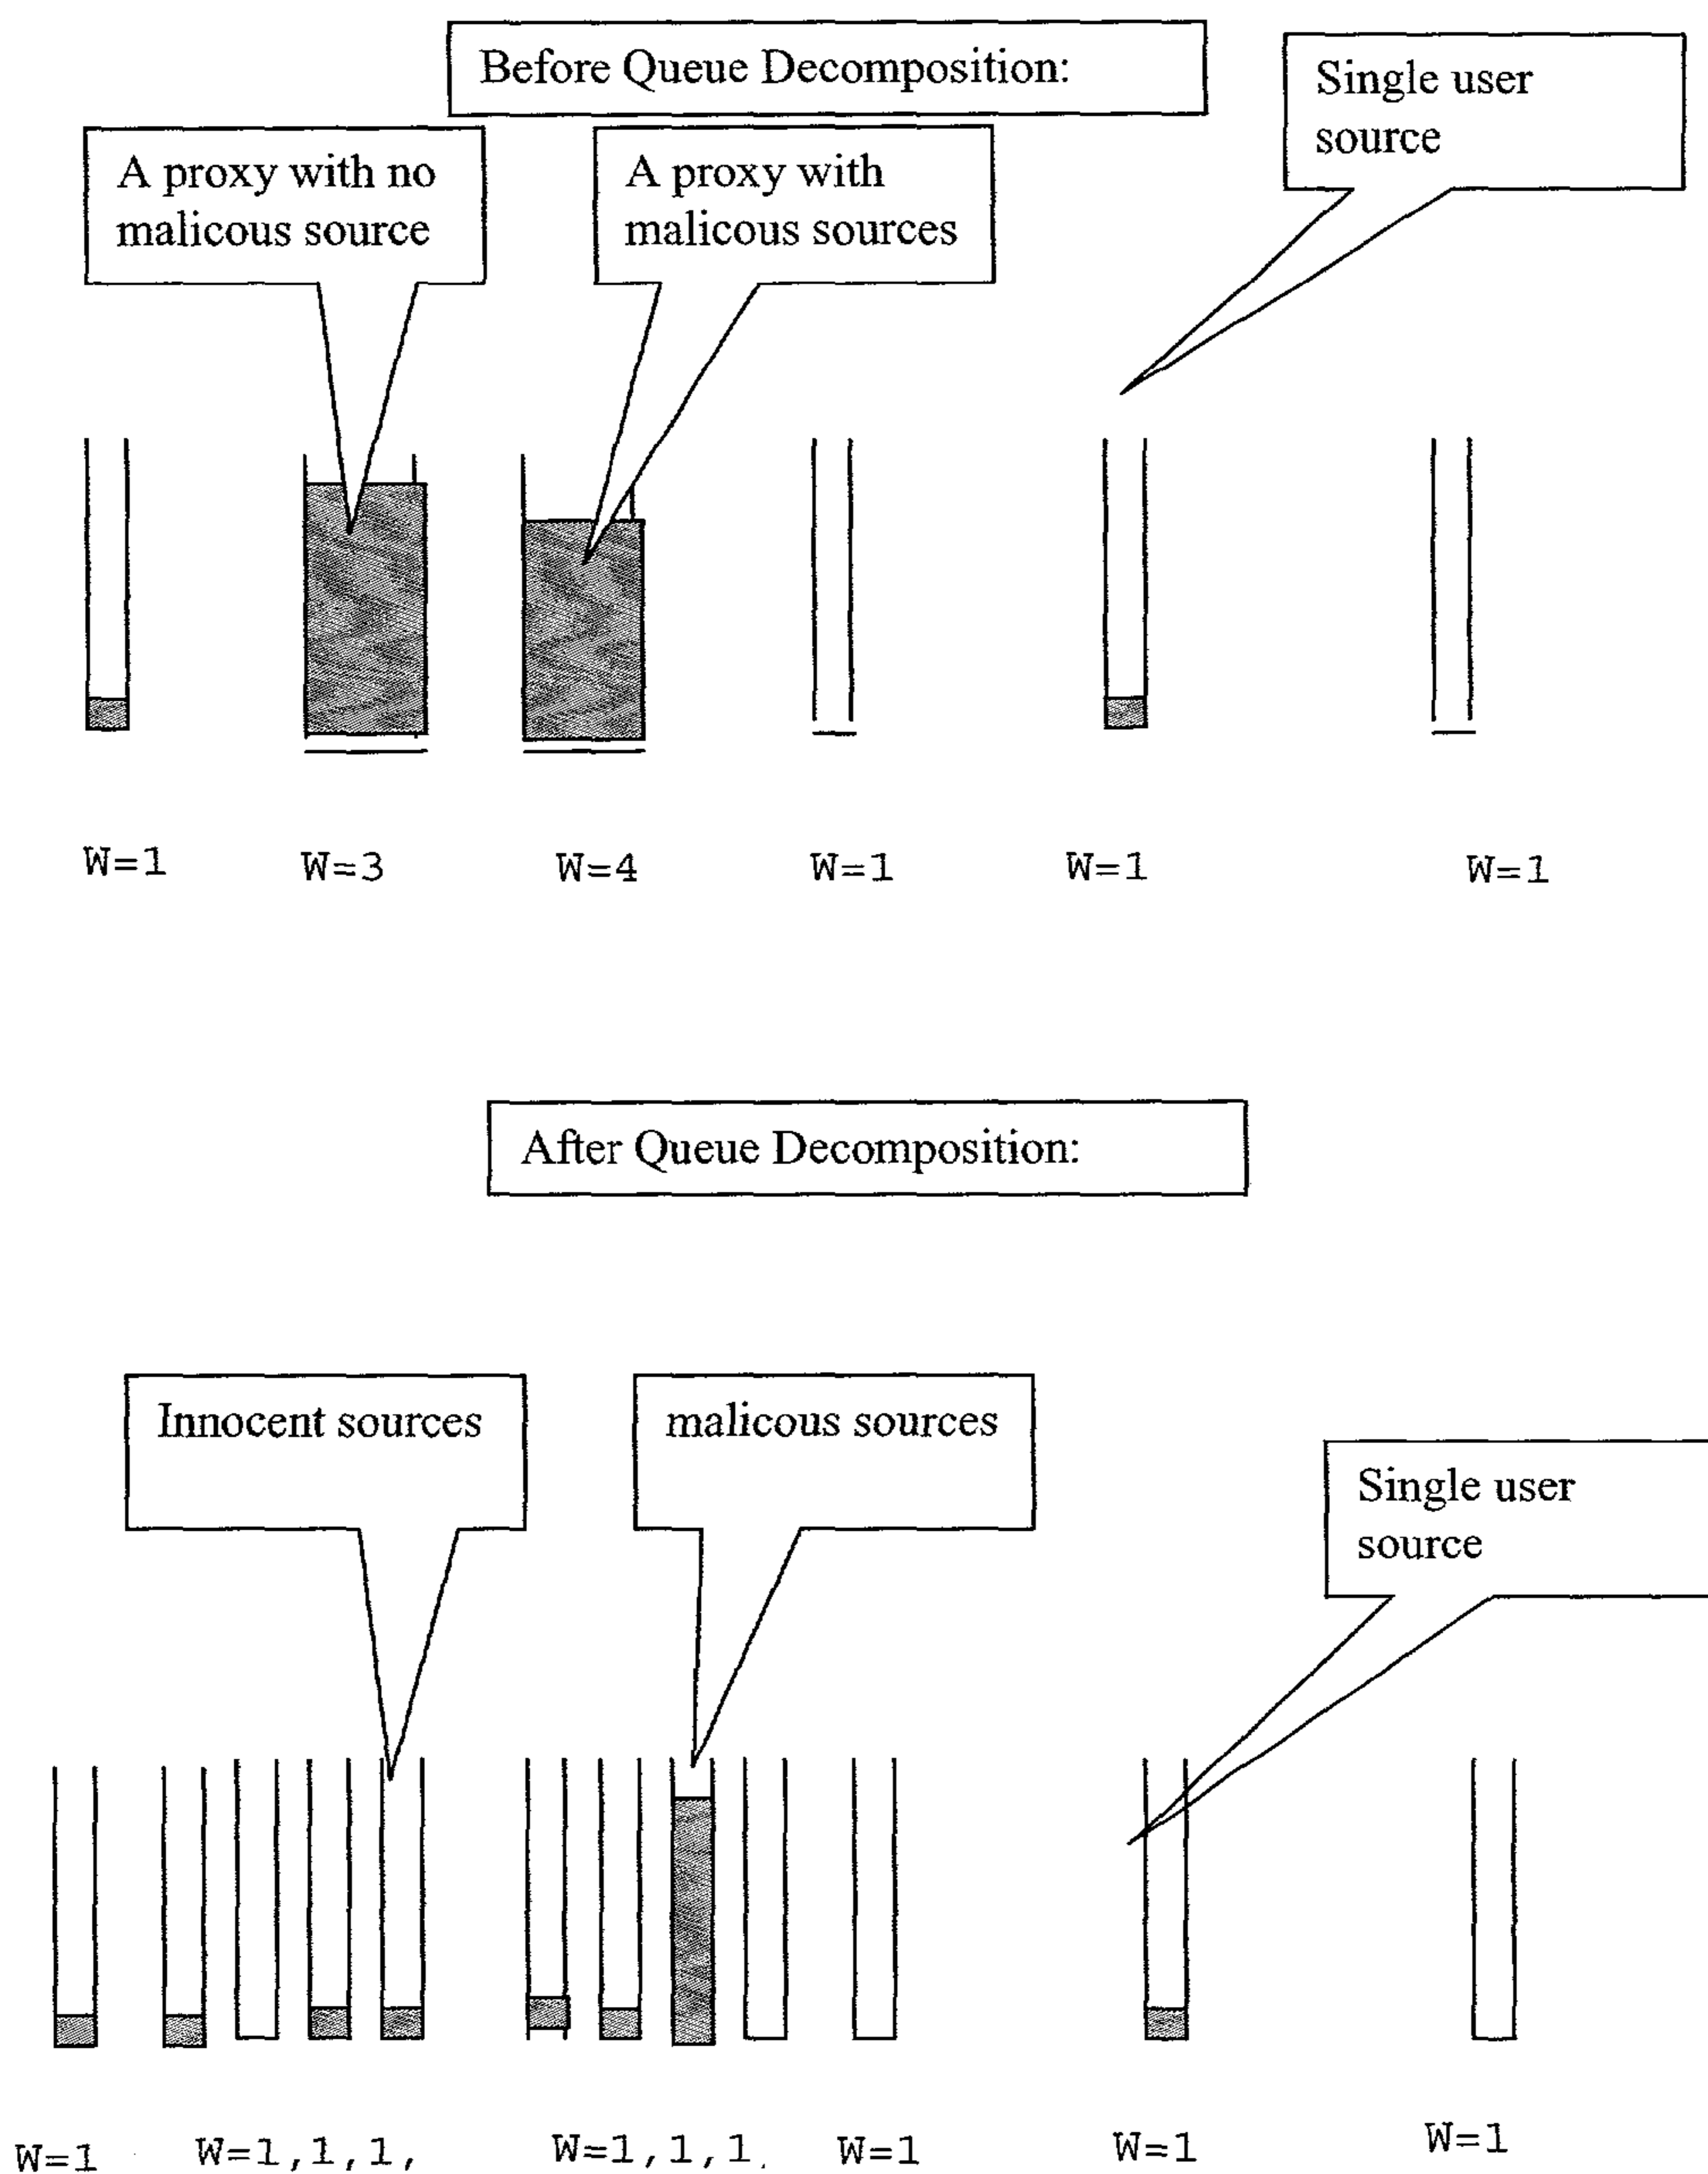 Before Queue Decomposition:
Single user
source
A proxy with no
malicous source
A proxy with
malicous sources
W=1
W=3
W=4
W=1
W=1
W=1
After Queue Decomposition:
Innocent sources
malicous sources
Single user
source
W=1
W=1,1,1,
W=1,1,1.
W=1
W=1
W=1